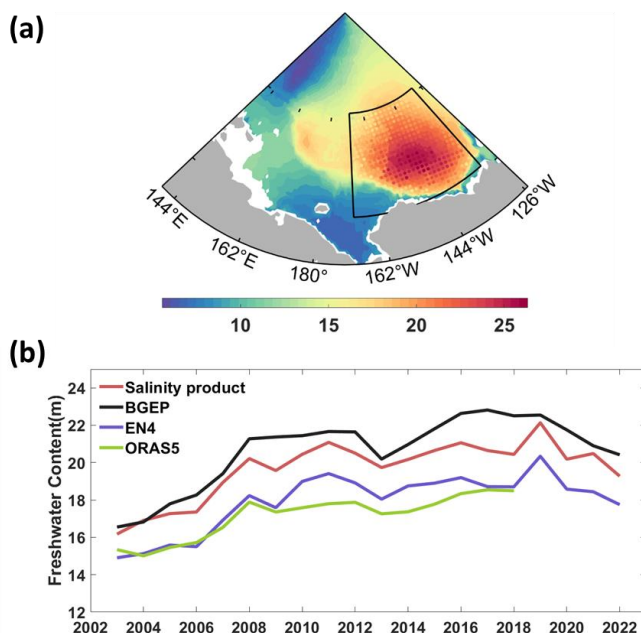 (a)
144°E
162°E
180°
162°W
144°W
126°W
10 15 20 25
(b)
Freshwater Content(m)
24
22
20
18
16
14
12
Salinity product
BGEP
EN4
ORAS5
2002 2004 2006 2008 2010 2012 2014 2016 2018 2020 2022